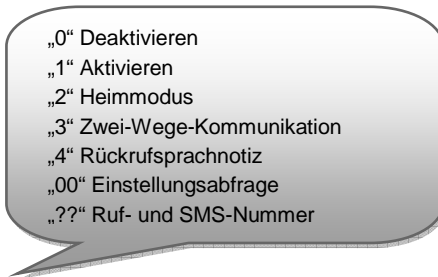 „0“ Deaktivieren
„1“ Aktivieren
„2“ Heimmodus
„3“ Zwei-Wege-Kommunikation
„4“ Rückrufsprachnotiz
„00“ Einstellungsabfrage
„??“ Ruf- und SMS-Nummer